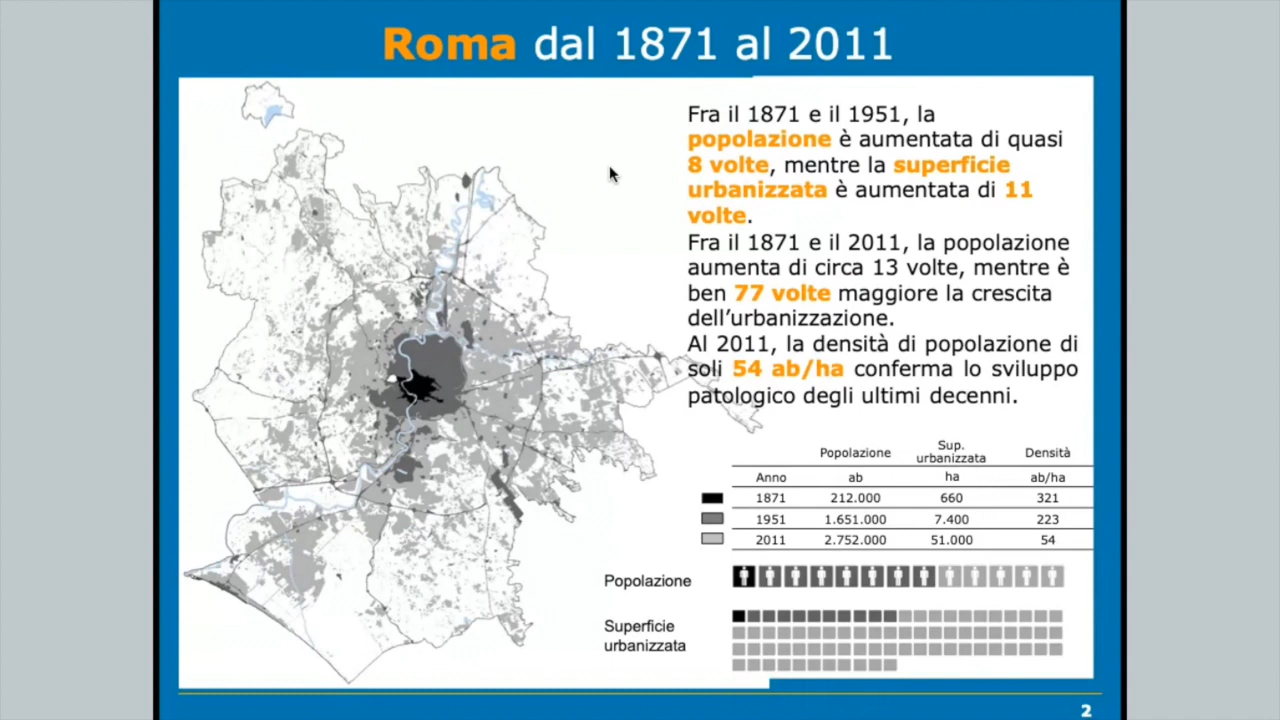 Roma dal 1871 al 2011
Fra il 1871 e il 1951, la
popolazione è aumentata di quasi
8 volte, mentre la superficie
urbanizzata è aumentata di 11
volte.
Fra il 1871 e il 2011, la popolazione
aumenta di circa 13 volte, mentre è
ben 77 volte maggiore la crescita
dell’urbanizzazione.
Al 2011, la densità di popolazione di
soli 54 ab/ha conferma lo sviluppo
patologico degli ultimi decenni.
Popolazione Sup. urbanizzata Densità
Anno ab ha ab/ha
1871 212.000 660 321
1951 1.651.000 7.400 223
2011 2.752.000 51.000 54
Popolazione
Superficie
urbanizzata
2